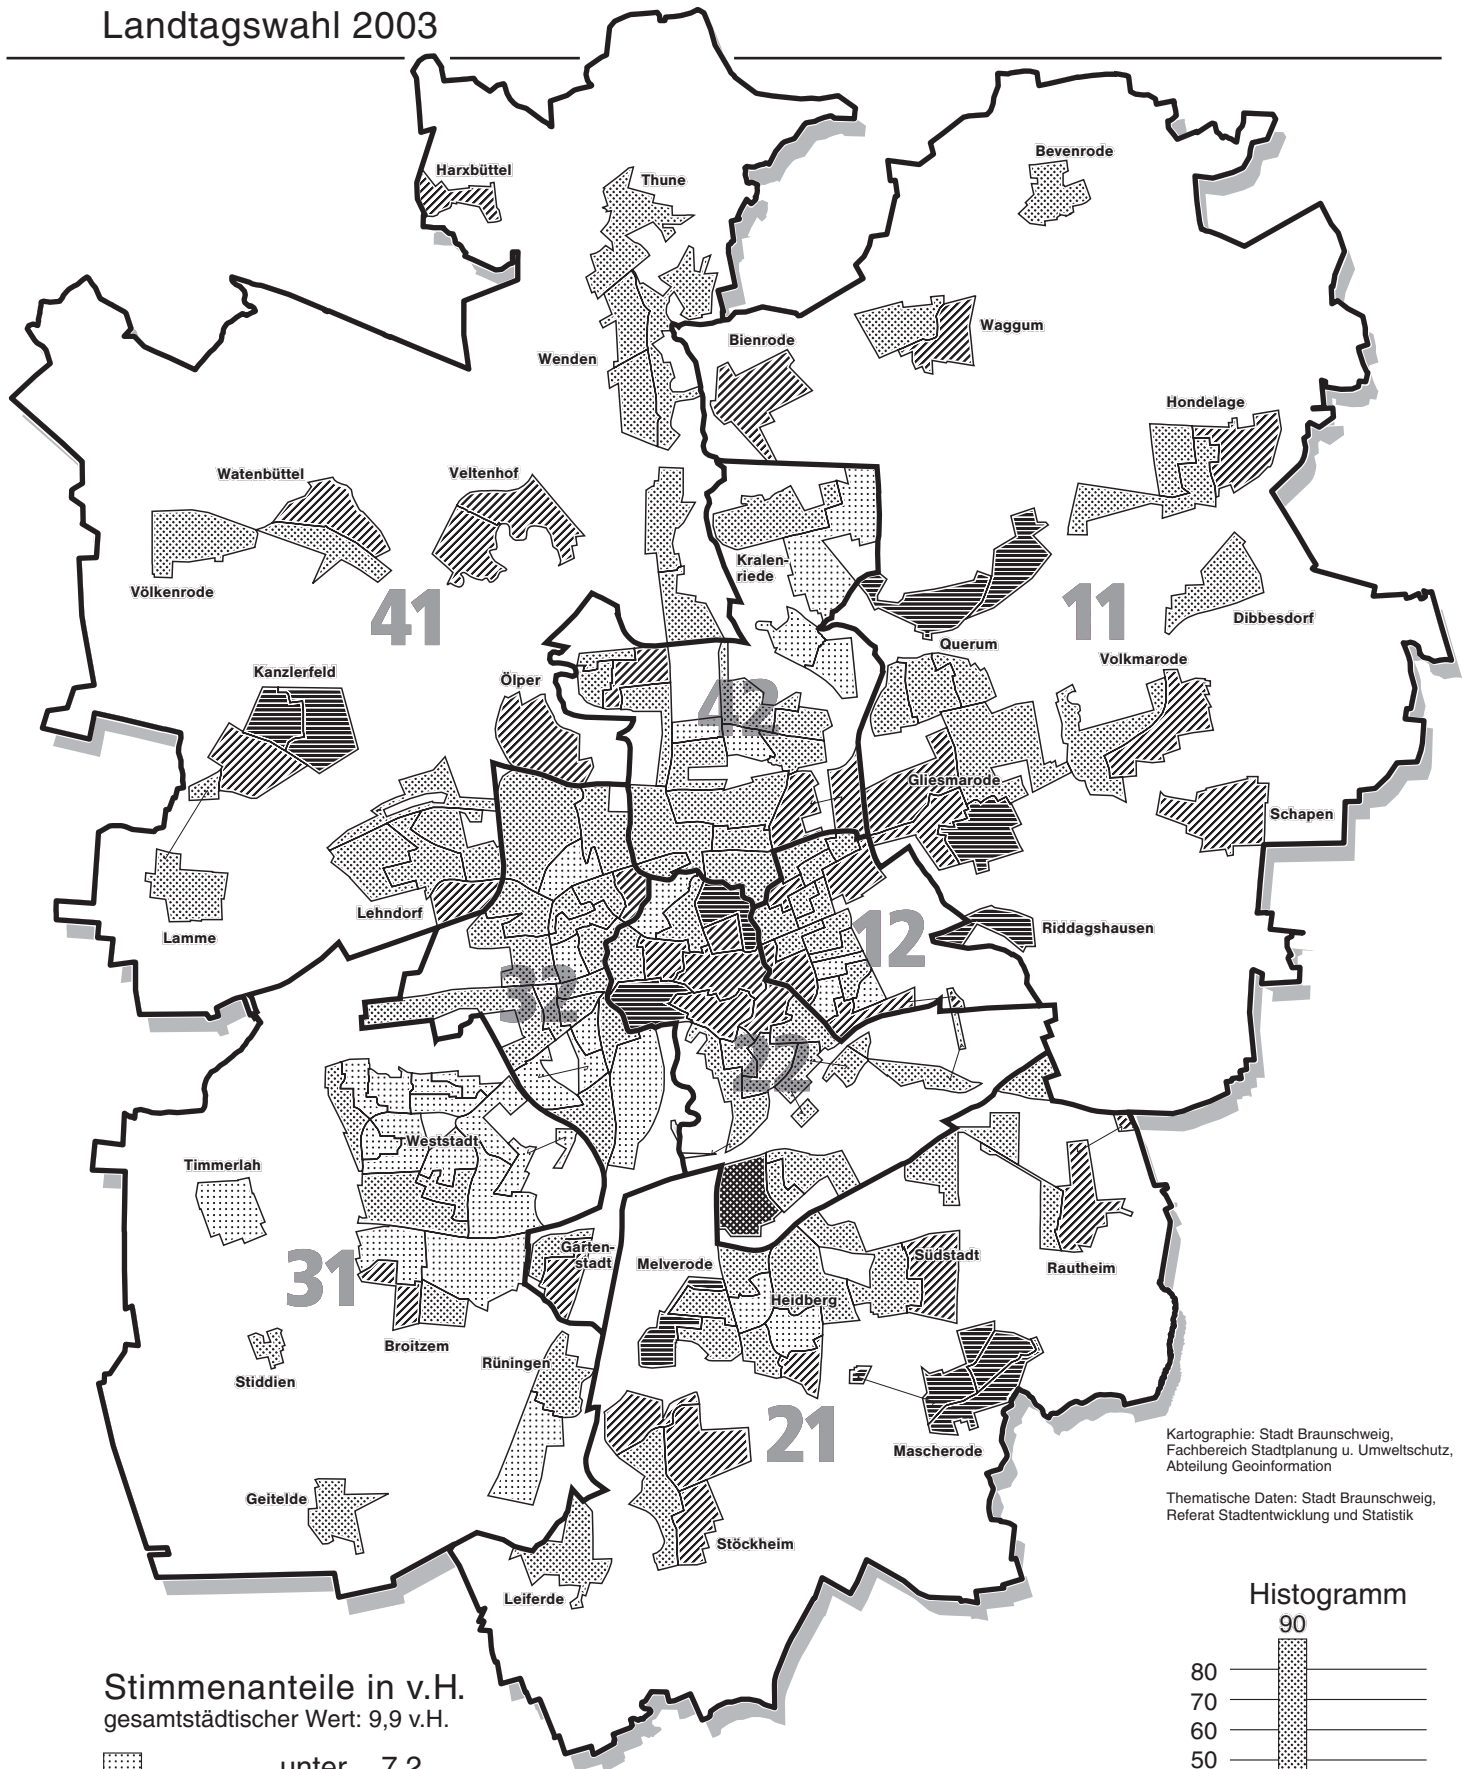 Landtagswahl 2003
Harxbüttel
Thune
Bevenrode
Bienrode
Waggum
Wenden
Hondelage
Watenbüttel
Veltenhof
Kralen-
riede
Völkenrode
41
11
Dibbesdorf
Querum
Volkmarode
Kanzlerfeld
Ölper
42
Gliesmarode
Schapen
Lehndorf
12
Riddagshausen
Lamme
32
22
Weststadt
Timmerlah
Garten-
stadt
Melverode
Südstadt
Rautheim
31
Heidberg
Broitzem
Rüningen
Stiddien
21
Mascherode
Kartographie: Stadt Braunschweig,
Fachbereich Stadtplanung u. Umweltschutz,
Abteilung Geoinformation
Thematische Daten: Stadt Braunschweig,
Referat Stadtentwicklung und Statistik
Geitelde
Stöckheim
Leiferde
Histogramm
90
80
70
60
50
Stimmenanteile in v.H.
gesamtstädtischer Wert: 9,9 v.H.
unter 7,2